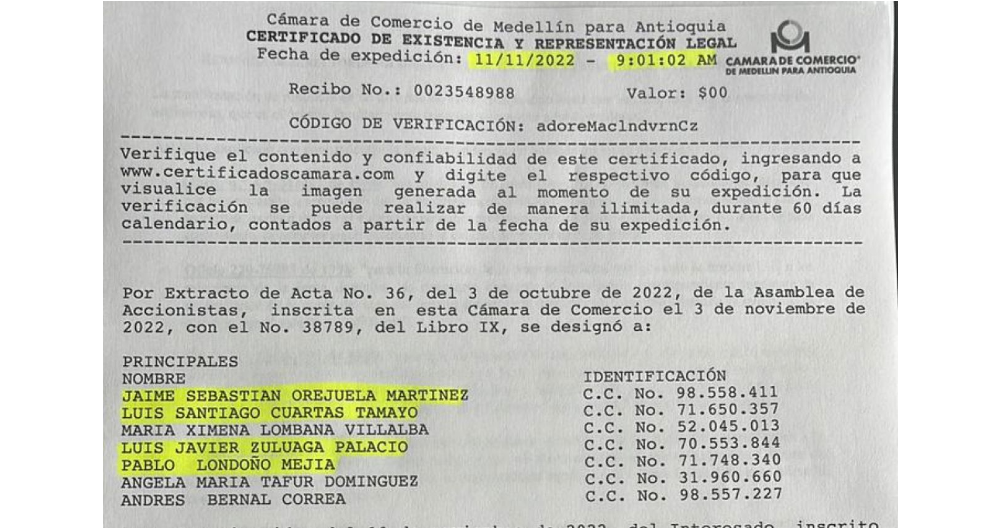 Cámara de Comercio de Medellín para Antioquia
CERTIFICADO DE EXISTENCIA Y REPRESENTACIÓN LEGAL
Fecha de expedición: 11/11/2022 - 9:01:02 AM
CAMARA DE COMERCIO
DE MEDELLIN PARA ANTIOQUIA
Recibo No.: 0023548988 Valor: $00
CÓDIGO DE VERIFICACIÓN: adoreMaclndvrnCz
Verifique el contenido y confiabilidad de este certificado, ingresando a
www.certificadoscamara.com y digite el respectivo código, para que
visualice la imagen generada al momento de su expedición. La
verificación se puede realizar de manera ilimitada, durante 60 días
calendario, contados a partir de la fecha de su expedición.
Por Extracto de Acta No. 36, del 3 de octubre de 2022, de la Asamblea de
Accionistas, inscrita en esta Cámara de Comercio el 3 de noviembre de
2022, con el No. 38789, del Libro IX, se designó a:
PRINCIPALES
NOMBRE IDENTIFICACIÓN
JAIME SEBASTIAN OREJUELA MARTINEZ C.C. No. 98.558.411
LUIS SANTIAGO CUARTAS TAMAYO C.C. No. 71.650.357
MARIA XIMENA LOMBANA VILLALBA C.C. No. 52.045.013
LUIS JAVIER ZULUAGA PALACIO C.C. No. 70.553.844
PABLO LONDOÑO MEJIA C.C. No. 71.748.340
ANGELA MARIA TAFUR DOMINGUEZ C.C. No. 31.960.660
ANDRES BERNAL CORREA C.C. No. 98.557.227
2022, del Interesado, inscrito